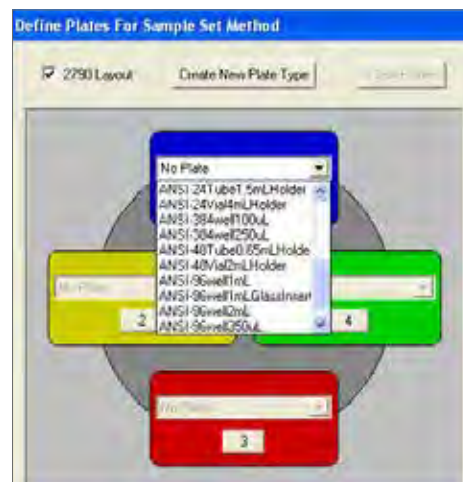 Define Plates For Sample Set Method
2790 Layout Create New Plate Type
No Plate
ANSI-24Tube1.5mLHolder
ANSI-24Vial4mLHolder
ANSI-384well100uL
ANSI-384well250uL
ANSI-48Tube0.65mLHolde
ANSI-48Vial2mLHolder
ANSI-96well1mL
ANSI-96well1mLGlassInsert
ANSI-96well2mL
ANSI-96well350uL
No Plate
2 4
No Plate
3